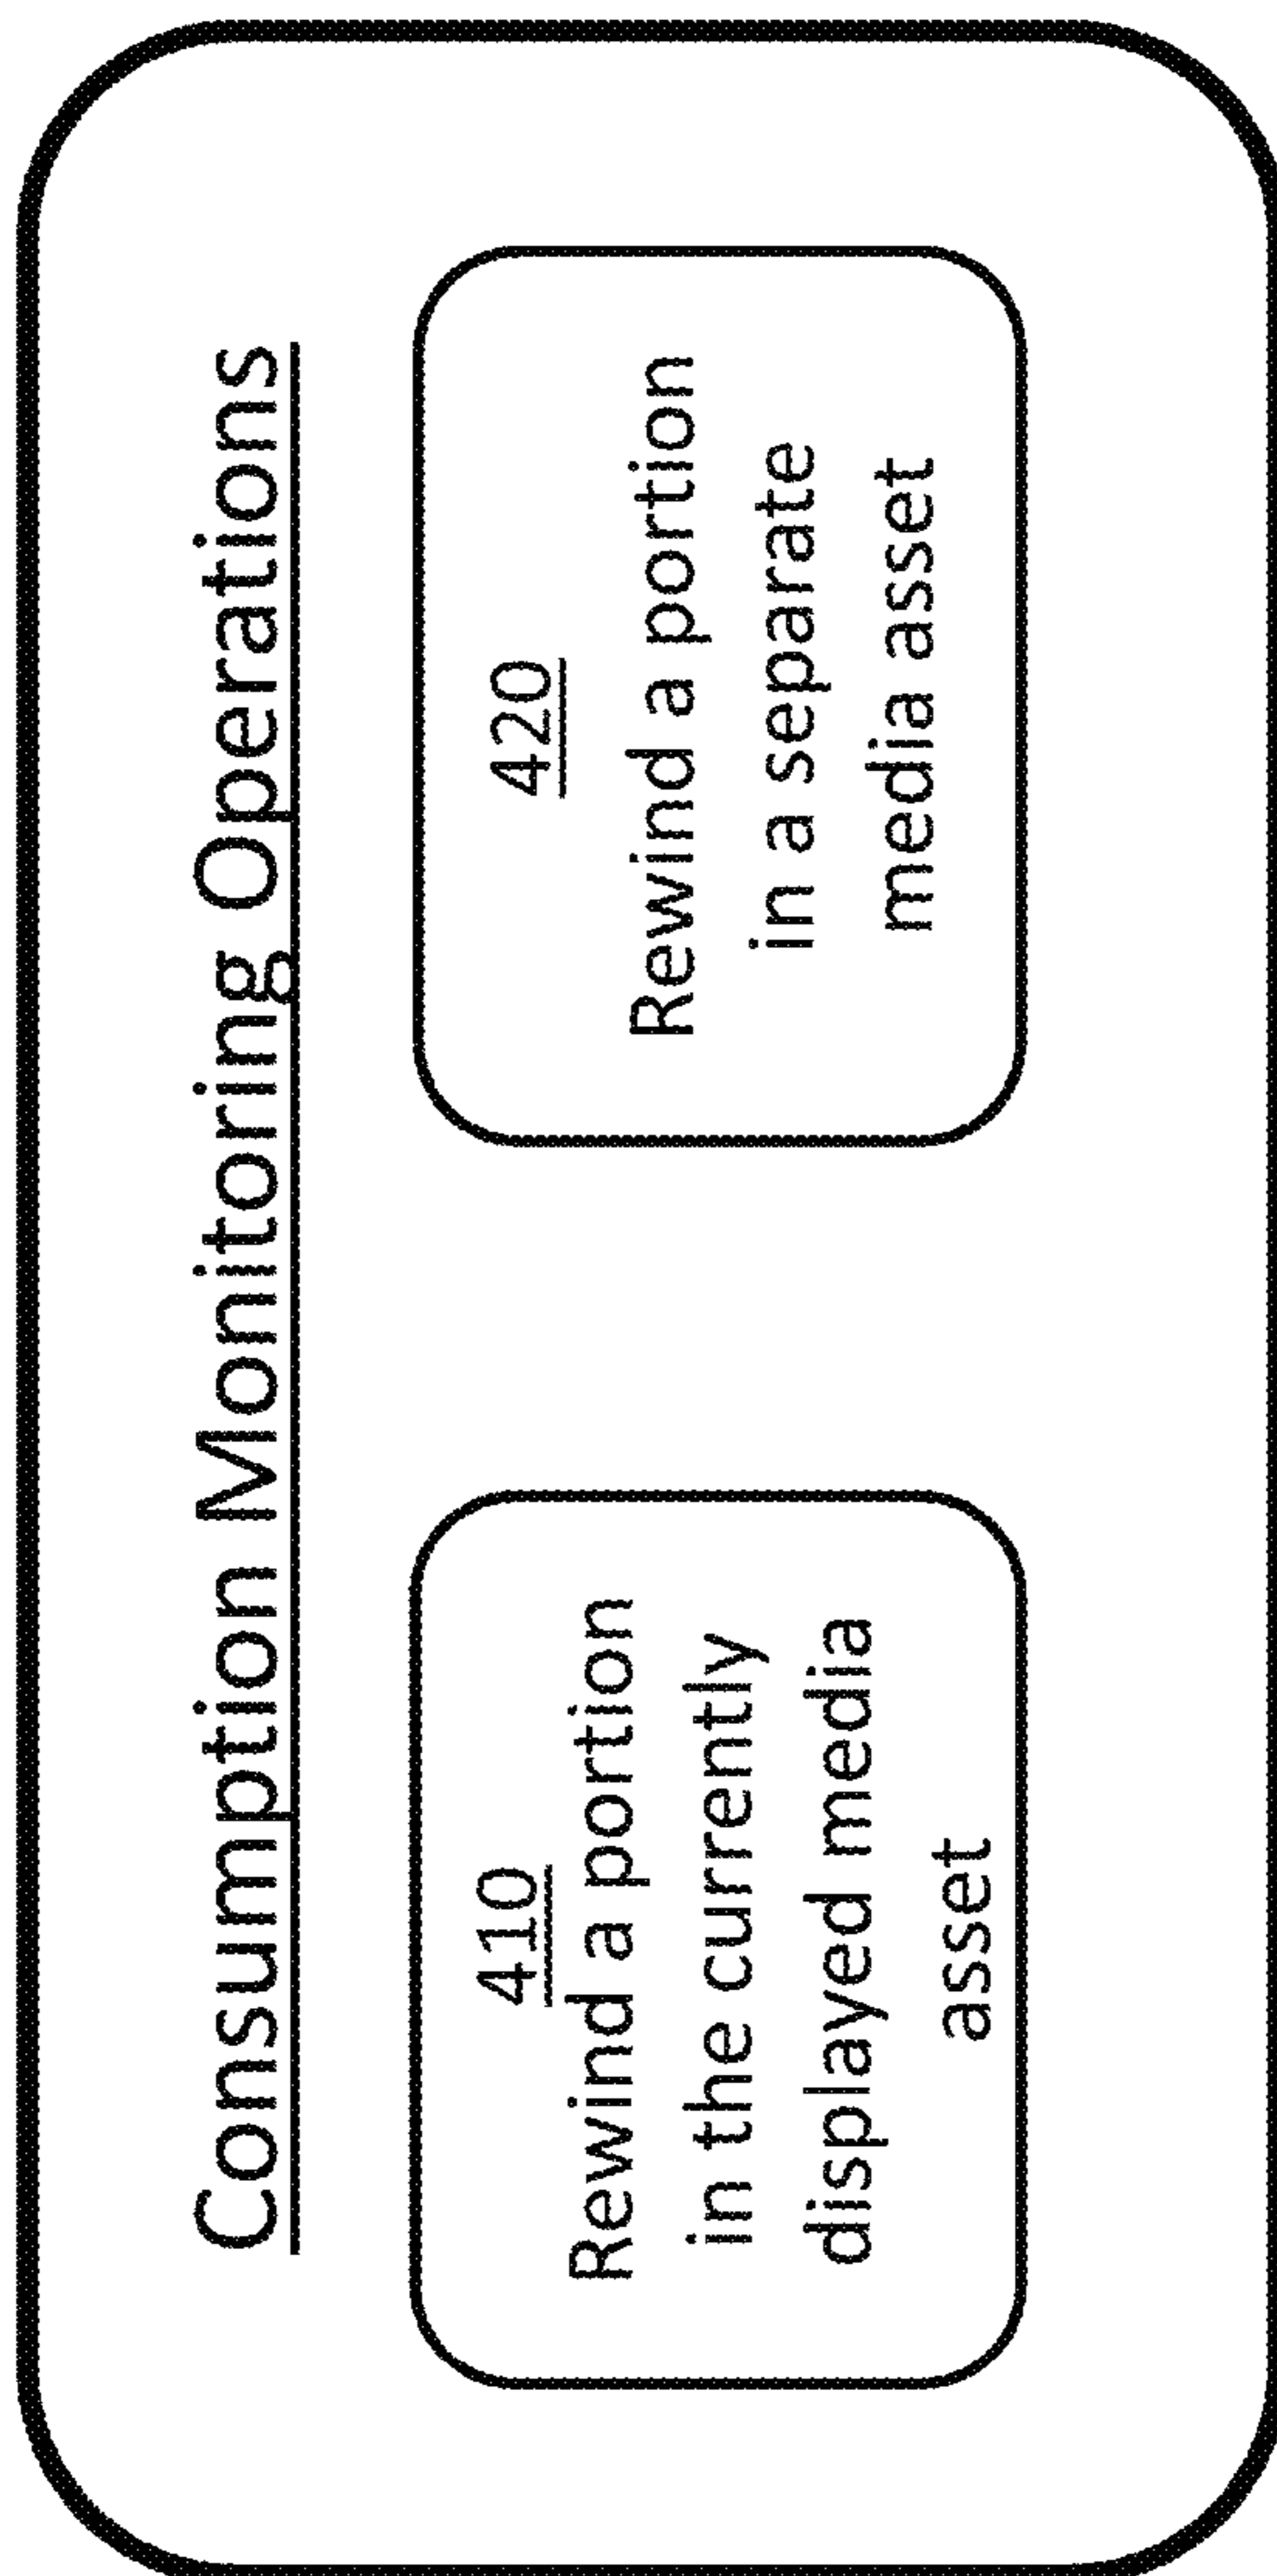 Consumption Monitoring Operations
410
Rewind a portion
in the currently
displayed media
asset
420
Rewind a portion
in a separate
media asset